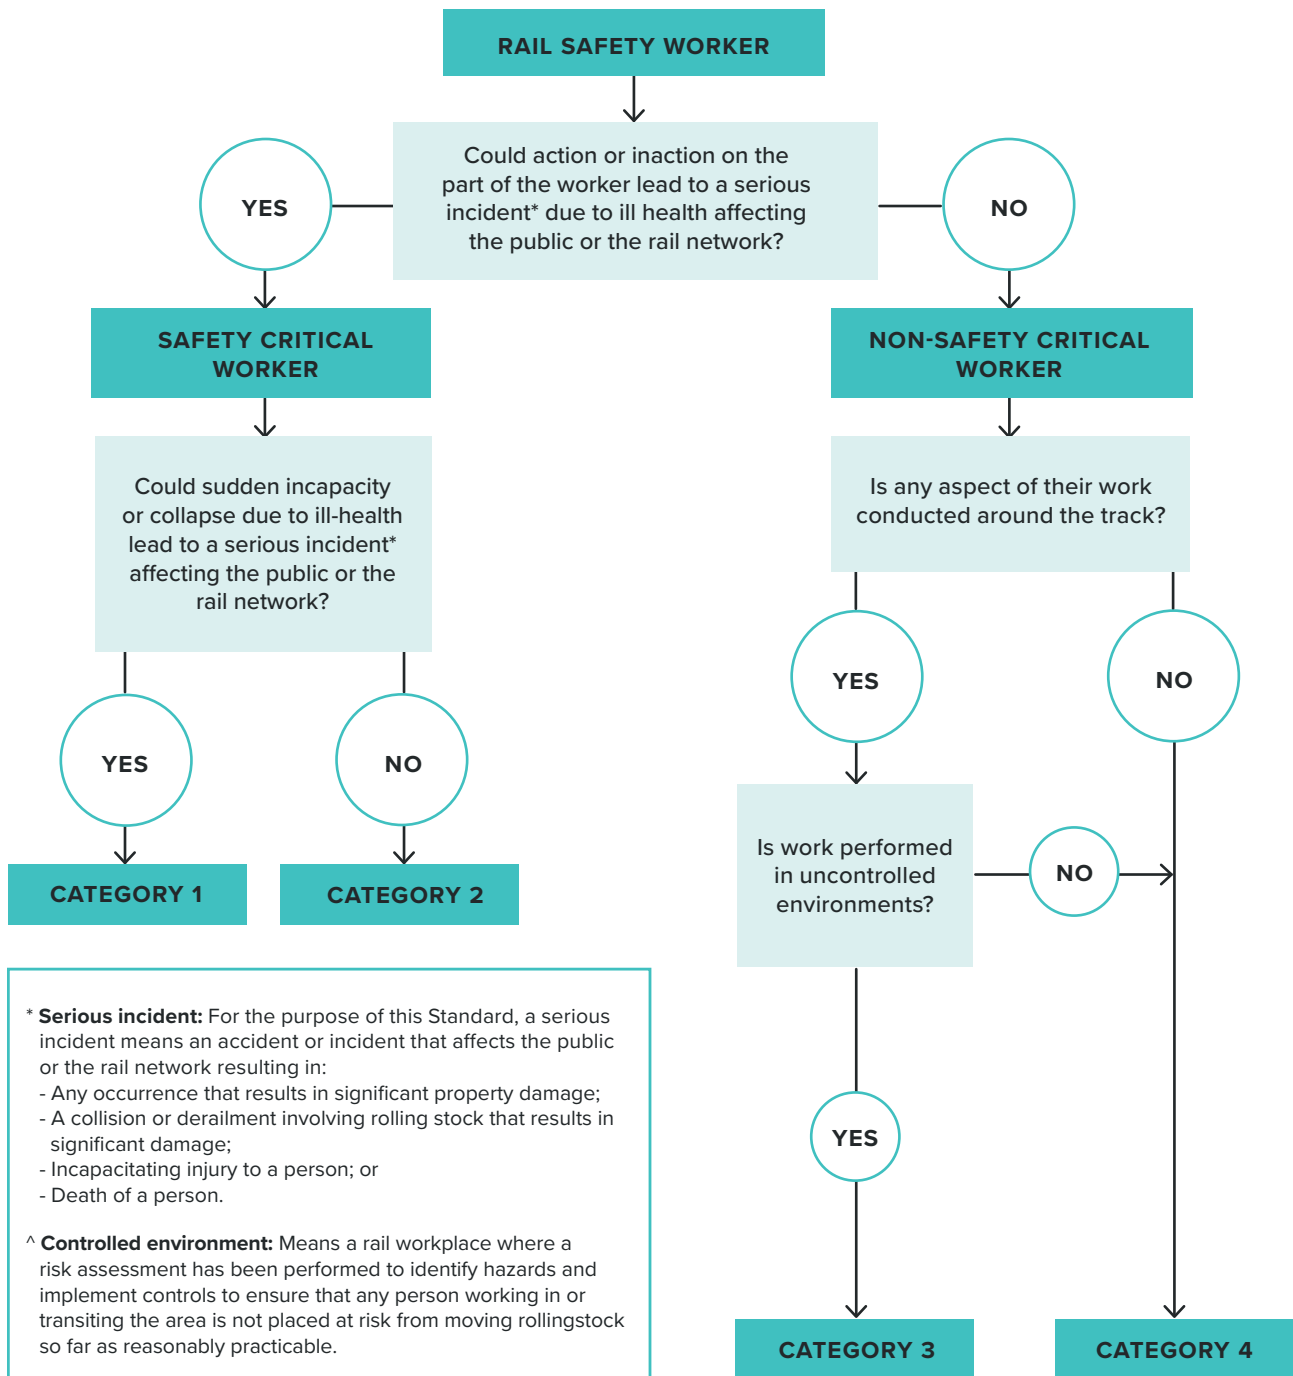 RAIL SAFETY WORKER
Could action or inaction on the
part of the worker lead to a serious
incident* due to ill health affecting
the public or the rail network?
YES
NO
SAFETY CRITICAL
WORKER
NON-SAFETY CRITICAL
WORKER
Could sudden incapacity
or collapse due to ill-health
lead to a serious incident*
affecting the public or the
rail network?
Is any aspect of their work
conducted around the track?
YES
NO
YES
NO
Is work performed
in uncontrolled
environments?
NO
CATEGORY 1
CATEGORY 2
YES
* Serious incident: For the purpose of this Standard, a serious
incident means an accident or incident that affects the public
or the rail network resulting in:
- Any occurrence that results in significant property damage;
- A collision or derailment involving rolling stock that results in
significant damage;
- Incapacitating injury to a person; or
- Death of a person.
^ Controlled environment: Means a rail workplace where a
risk assessment has been performed to identify hazards and
implement controls to ensure that any person working in or
transiting the area is not placed at risk from moving rollingstock
so far as reasonably practicable.
CATEGORY 3
CATEGORY 4